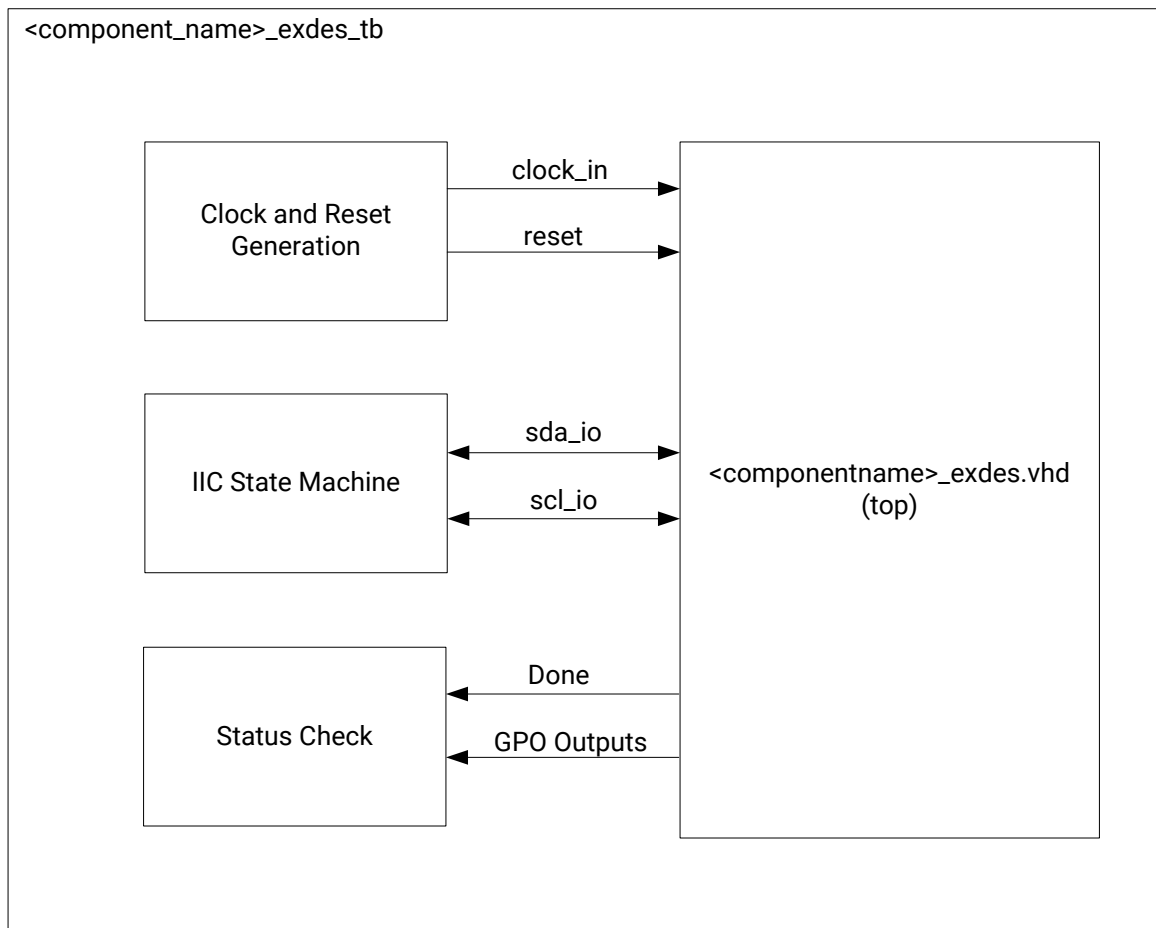 <component_name>_exdes_tb
clock_in
Clock and Reset
Generation
reset
sda_io
IIC State Machine
scl_io
<componentname>_exdes.vhd
(top)
Done
Status Check
GPO Outputs